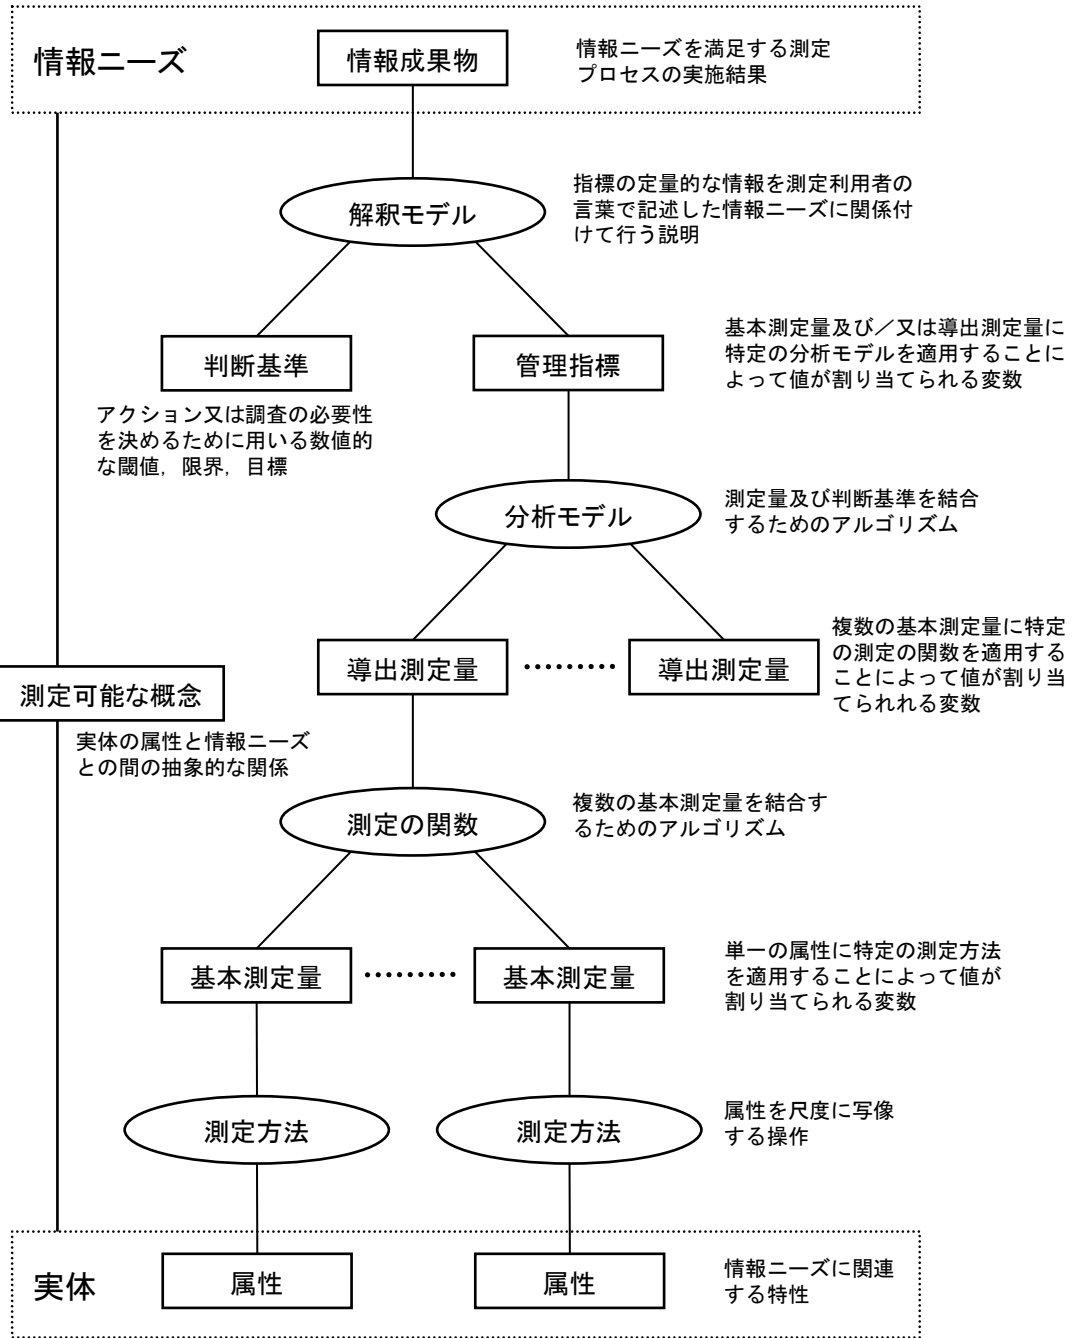 情報ニーズ
情報成果物
情報ニーズを満足する測定
プロセスの実施結果
解釈モデル
指標の定量的な情報を測定利用者の
言葉で記述した情報ニーズに関係付
けて行う説明
判断基準
アクション又は調査の必要性
を決めるために用いる数値的
な閾値，限界，目標
管理指標
基本測定量及び／又は導出測定量に
特定の分析モデルを適用することに
よって値が割り当てられる変数
分析モデル
測定量及び判断基準を結合
するためのアルゴリズム
導出測定量
導出測定量
複数の基本測定量に特定
の測定の関数を適用する
ことによって値が割り当
てられれる変数
測定可能な概念
実体の属性と情報ニーズ
との間の抽象的な関係
測定の関数
複数の基本測定量を結合す
るためのアルゴリズム
基本測定量
基本測定量
単一の属性に特定の測定方法
を適用することによって値が
割り当てられる変数
測定方法
測定方法
属性を尺度に写像
する操作
実体
属性
属性
情報ニーズに関連
する特性